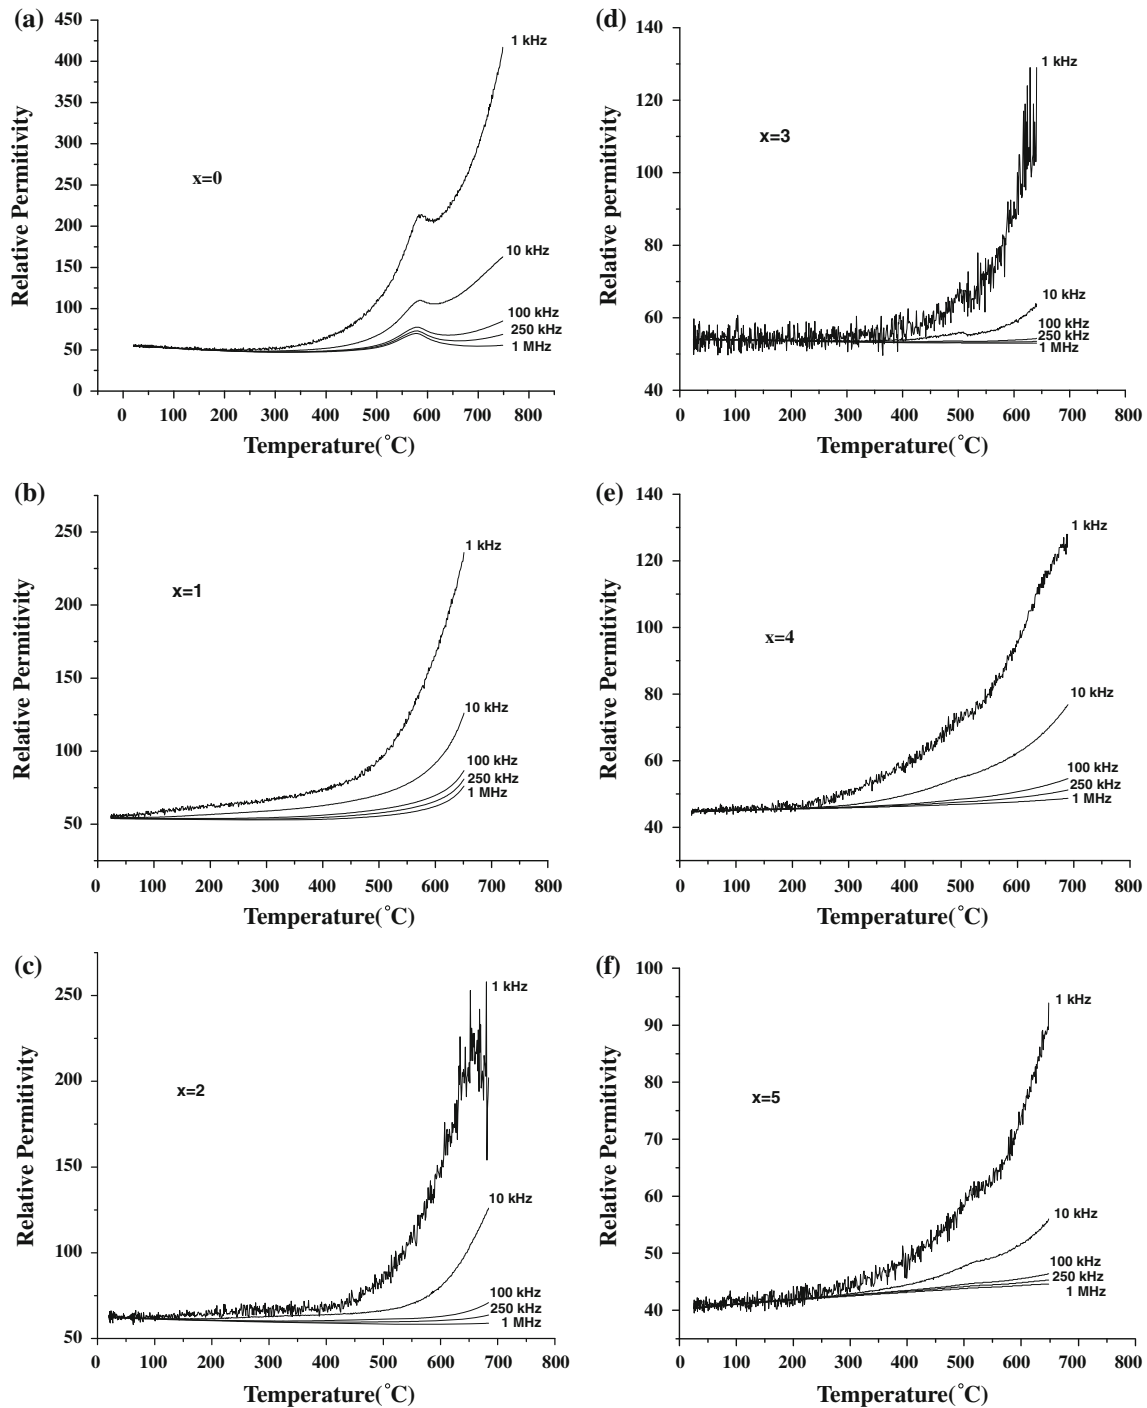 (a)
450
400
350
300
250
200
150
100
50
0
Relative Permitivity
x=0
1 kHz
10 kHz
100 kHz
250 kHz
1 MHz
0 100 200 300 400 500 600 700 800
Temperature(°C)
(d)
140
120
100
80
60
40
Relative permitivity
x=3
1 kHz
10 kHz
100 kHz
250 kHz
1 MHz
0 100 200 300 400 500 600 700 800
Temperature(°C)
(b)
250
200
150
100
50
Relative Permitivity
x=1
1 kHz
10 kHz
100 kHz
250 kHz
1 MHz
0 100 200 300 400 500 600 700 800
Temperature(°C)
(e)
140
120
100
80
60
40
Relative Permitivity
x=4
1 kHz
10 kHz
100 kHz
250 kHz
1 MHz
0 100 200 300 400 500 600 700 800
Temperature(°C)
(c)
250
200
150
100
50
Relative Permitivity
x=2
1 kHz
10 kHz
100 kHz
250 kHz
1 MHz
0 100 200 300 400 500 600 700 800
Temperature(°C)
(f)
100
90
80
70
60
50
40
Relative Permitivity
x=5
1 kHz
10 kHz
100 kHz
250 kHz
1 MHz
0 100 200 300 400 500 600 700 800
Temperature(°C)